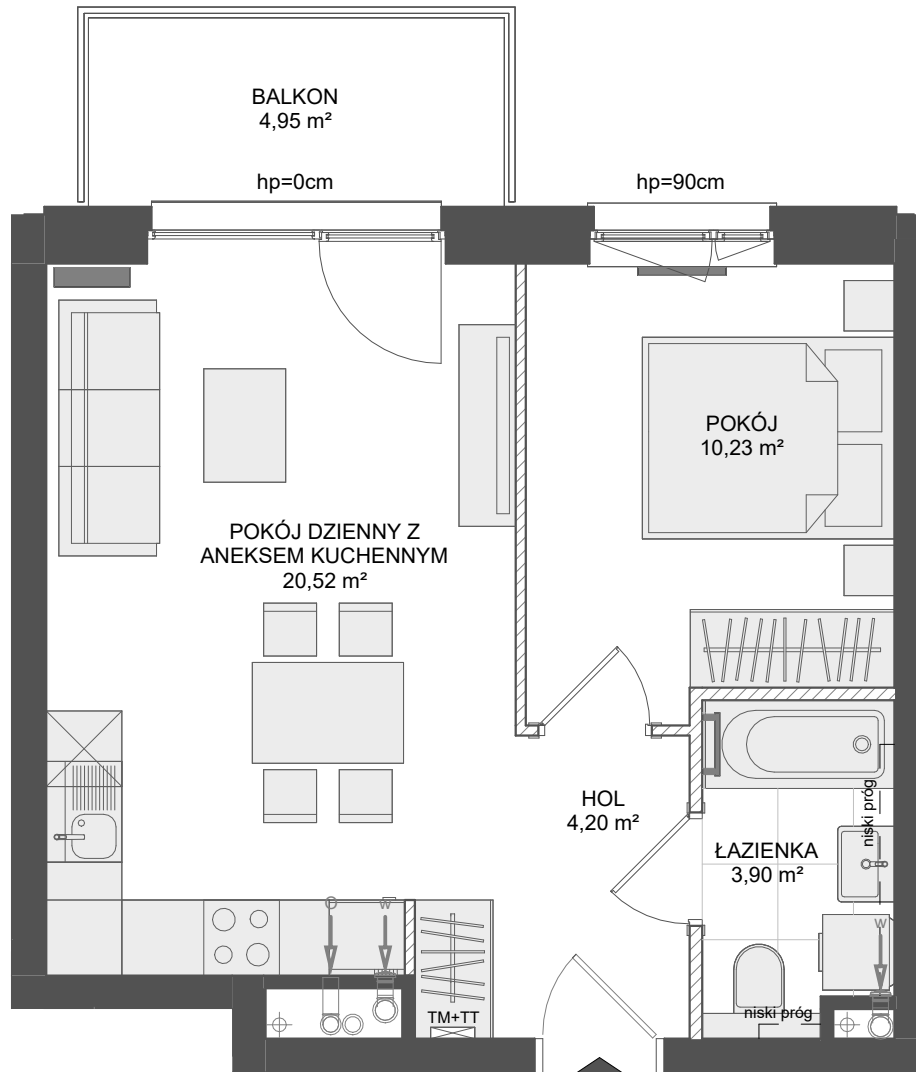 BALKON
4,95 m²
hp=0cm
hp=90cm
POKÓJ
10,23 m²
POKÓJ DZIENNY Z
ANEKSEM KUCHENNYM
20,52 m²
HOL
4,20 m²
niski próg
ŁAZIENKA
3,90 m²
O
w
w
niski próg
TM+TT